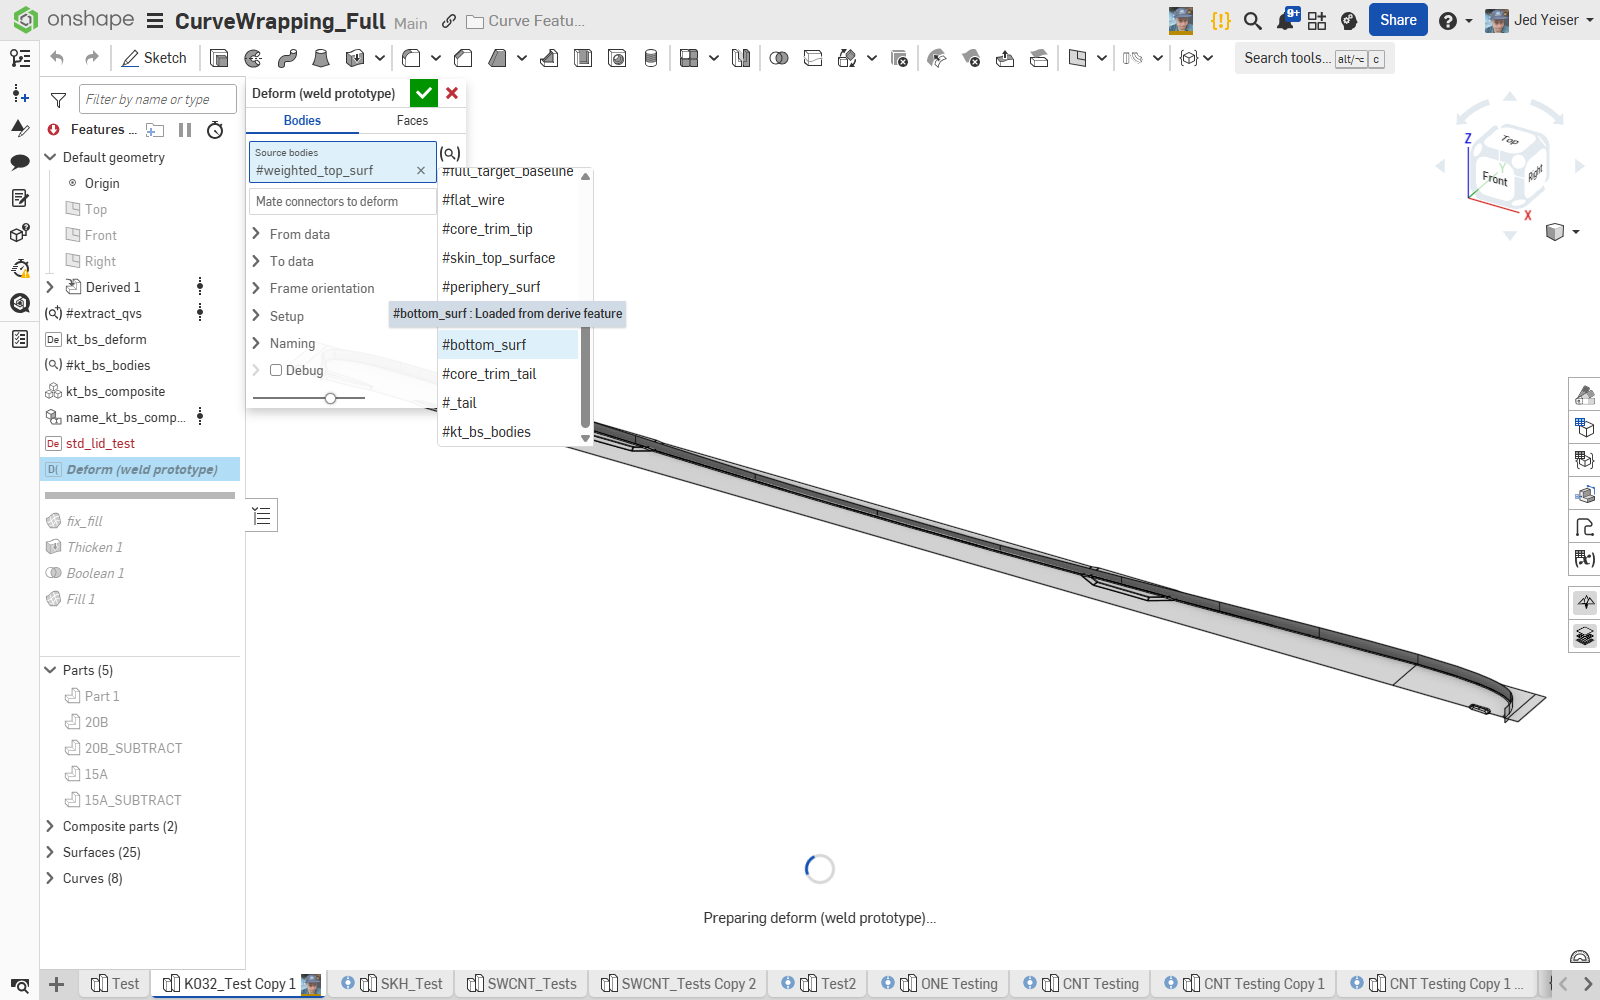 onshape
CurveWrapping_Full Main Curve Featu...
9+
Share
Jed Yeiser
Sketch
Search tools... alt/⌥ c
Filter by name or type
Features ...
Default geometry
Origin
Top
Front
Right
Derived 1
#extract_qvs
De kt_bs_deform
#kt_bs_bodies
kt_bs_composite
name_kt_bs_comp...
De std_lid_test
D( Deform (weld prototype)
fix_fill
Thicken 1
Boolean 1
Fill 1
Parts (5)
Part 1
20B
20B_SUBTRACT
15A
15A_SUBTRACT
Composite parts (2)
Surfaces (25)
Curves (8)
Deform (weld prototype)
Bodies
Faces
Source bodies
#weighted_top_surf
Mate connectors to deform
From data
To data
Frame orientation
Setup
Naming
Debug
#full_target_baseline
#flat_wire
#core_trim_tip
#skin_top_surface
#periphery_surf
#bottom_surf : Loaded from derive feature
#bottom_surf
#core_trim_tail
#_tail
#kt_bs_bodies
Z
Top
Y
Front
Right
X
Preparing deform (weld prototype)...
Test
K032_Test Copy 1
SKH_Test
SWCNT_Tests
SWCNT_Tests Copy 2
Test2
ONE Testing
CNT Testing
CNT Testing Copy 1
CNT Testing Copy 1 ...